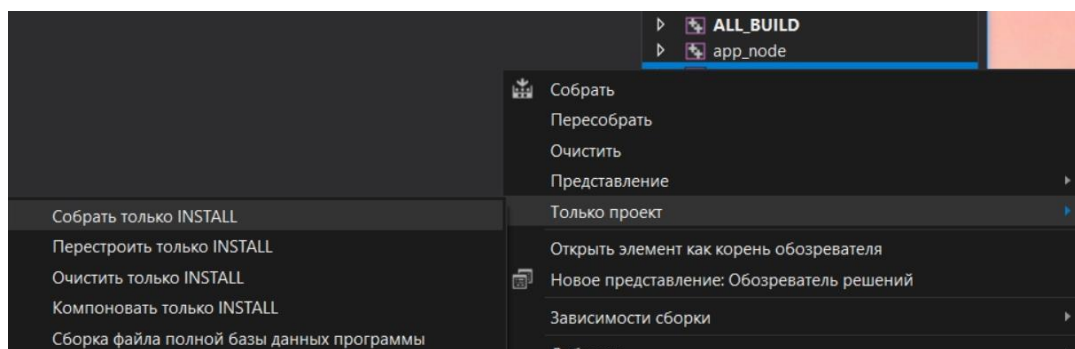 ALL_BUILD
app_node
Собрать
Пересобрать
Очистить
Представление
Только проект
Открыть элемент как корень обозревателя
Новое представление: Обозреватель решений
Зависимости сборки
Собрать только INSTALL
Перестроить только INSTALL
Очистить только INSTALL
Компоновать только INSTALL
Сборка файла полной базы данных программы